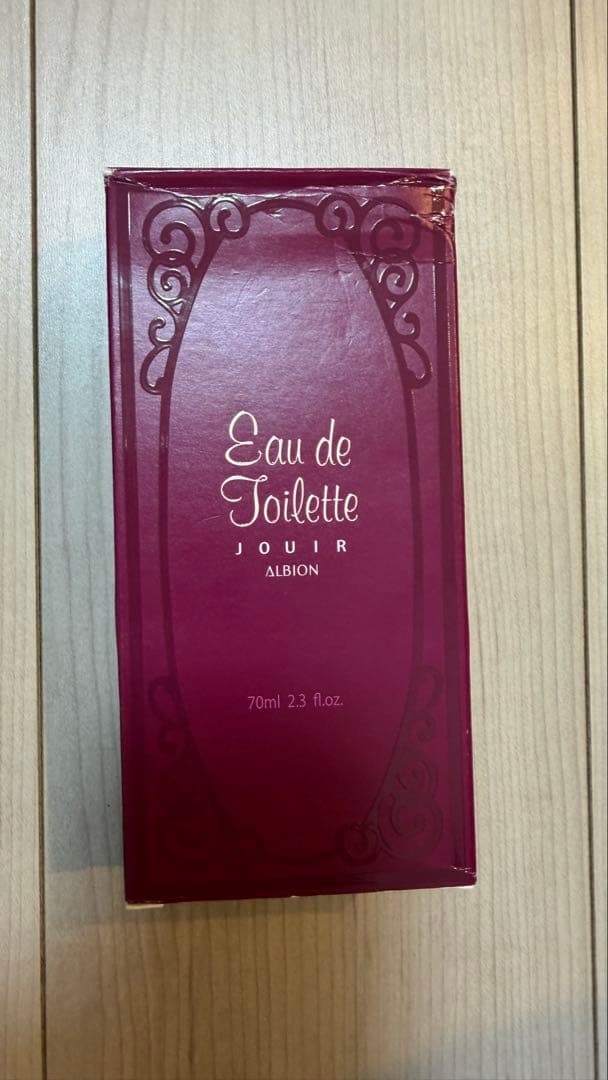 Eau de
Toilette
JOUIR
ALBION
70ml 2.3 fl.oz.